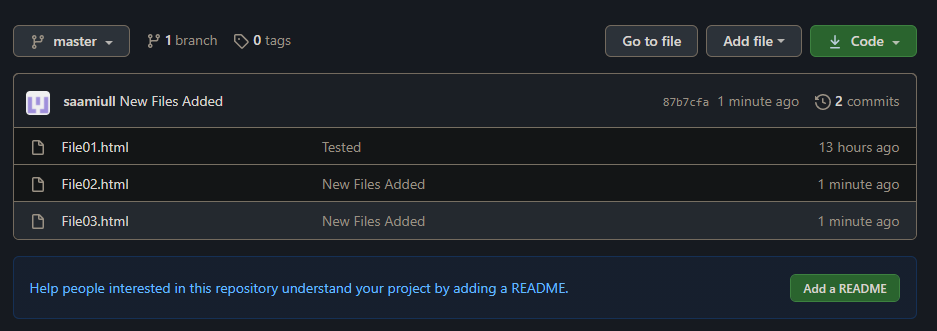 master 1 branch 0 tags Go to file Add file Code
saamiull New Files Added 87b7cfa 1 minute ago 2 commits
File01.html Tested 13 hours ago
File02.html New Files Added 1 minute ago
File03.html New Files Added 1 minute ago
Help people interested in this repository understand your project by adding a README. Add a README